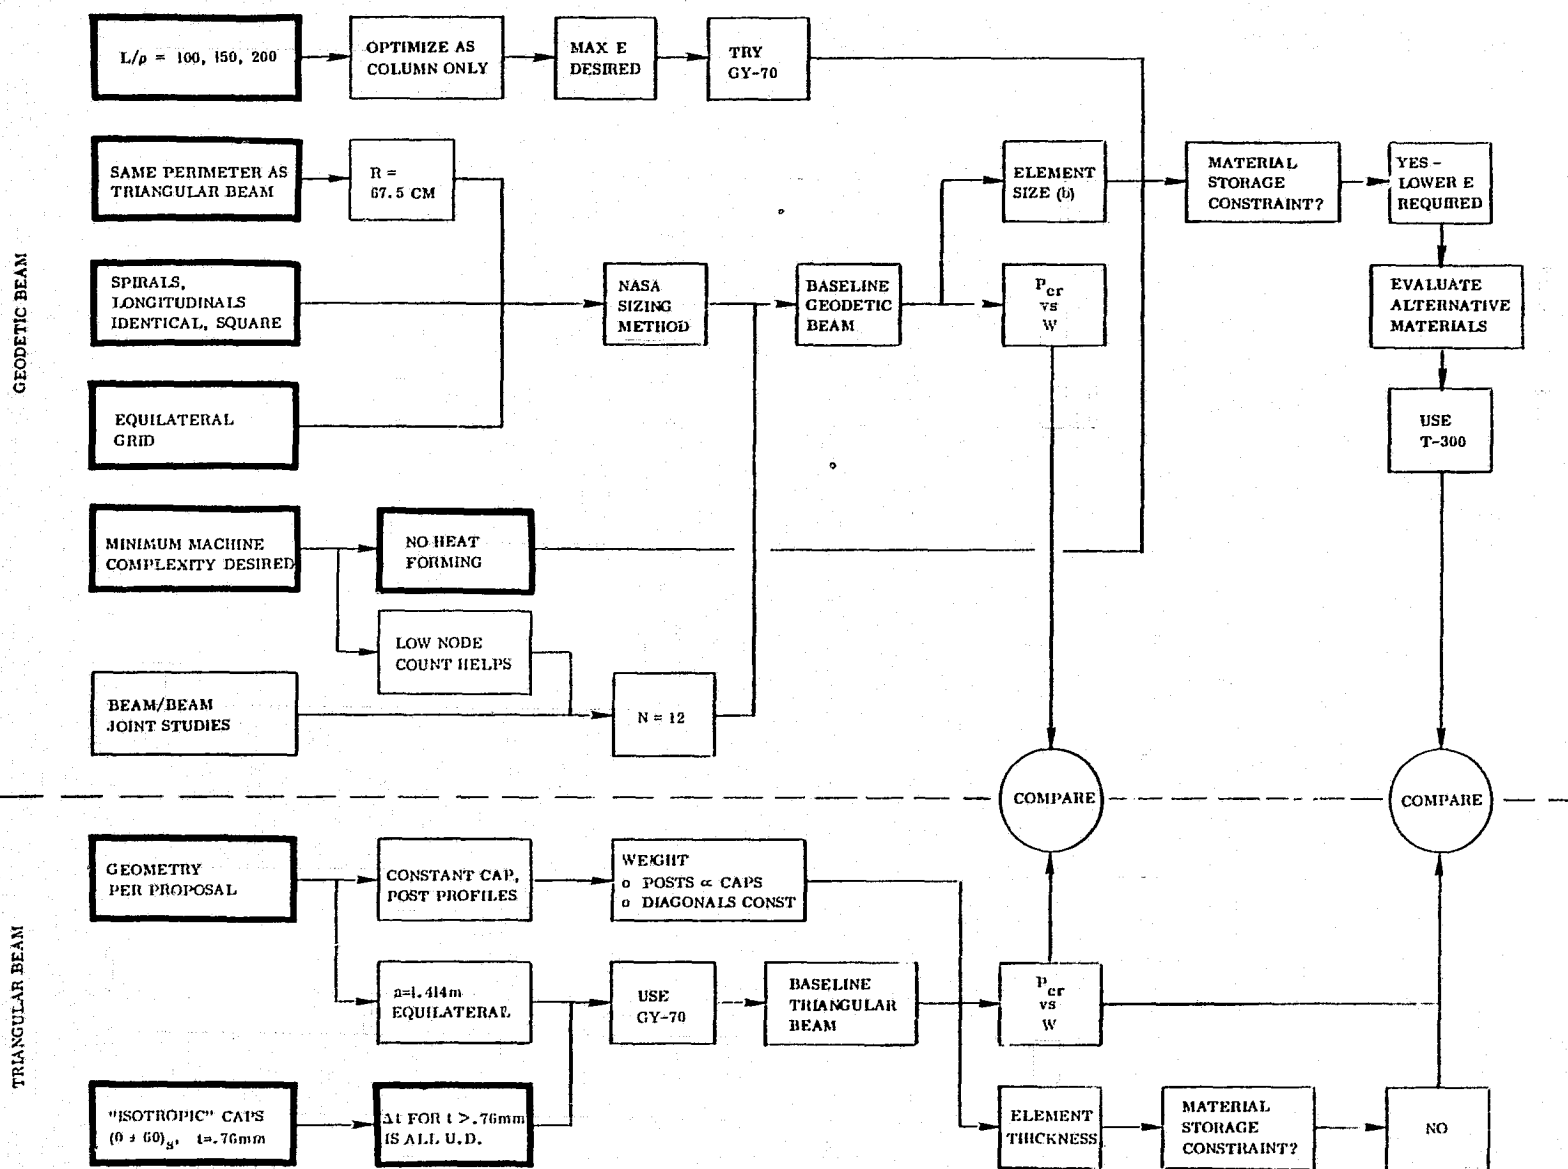 GEODETIC BEAM
L/ρ = 100, 150, 200
OPTIMIZE AS
COLUMN ONLY
MAX E
DESIRED
TRY
GY-70
SAME PERIMETER AS
TRIANGULAR BEAM
R =
67.5 CM
ELEMENT
SIZE (b)
MATERIAL
STORAGE
CONSTRAINT?
YES -
LOWER E
REQUIRED
SPIRALS,
LONGITUDINALS
IDENTICAL, SQUARE
NASA
SIZING
METHOD
BASELINE
GEODETIC
BEAM
Pcr
vs
W
EVALUATE
ALTERNATIVE
MATERIALS
EQUILATERAL
GRID
USE
T-300
MINIMUM MACHINE
COMPLEXITY DESIRED
NO HEAT
FORMING
LOW NODE
COUNT HELPS
BEAM/BEAM
JOINT STUDIES
N = 12
COMPARE
COMPARE
TRIANGULAR BEAM
GEOMETRY
PER PROPOSAL
CONSTANT CAP,
POST PROFILES
WEIGHT
o POSTS ∝ CAPS
o DIAGONALS CONST
a=1.414m
EQUILATERAL
USE
GY-70
BASELINE
TRIANGULAR
BEAM
Pcr
vs
W
"ISOTROPIC" CAPS
(0 ± 60)s, t=.76mm
Δt FOR t >.76mm
IS ALL U.D.
ELEMENT
THICKNESS
MATERIAL
STORAGE
CONSTRAINT?
NO